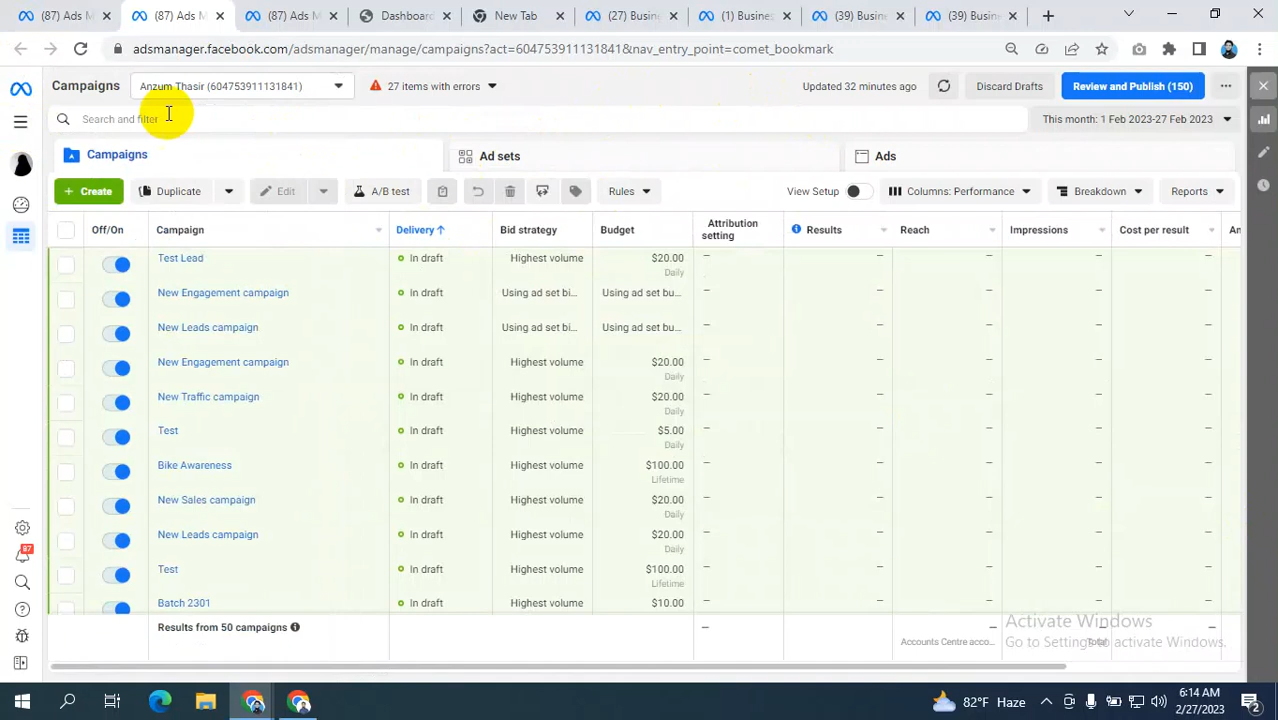 (87) Ads M
(87) Ads M
(87) Ads M
Dashboard
New Tab
(27) Busin
(1) Busines
(39) Busin
(39) Busin
adsmanager.facebook.com/adsmanager/manage/campaigns?act=604753911131841&nav_entry_point=comet_bookmark
Campaigns
Anzum Thasir (604753911131841)
27 items with errors
Updated 32 minutes ago
Discard Drafts
Review and Publish (150)
Search and filter
This month: 1 Feb 2023-27 Feb 2023
Campaigns
Ad sets
Ads
+ Create
Duplicate
Edit
A/B test
Rules
View Setup
Columns: Performance
Breakdown
Reports
Off/On
Campaign
Delivery ↑
Bid strategy
Budget
Attribution setting
Results
Reach
Impressions
Cost per result
An
Test Lead In draft Highest volume $20.00 – – – – –
Daily
New Engagement campaign In draft Using ad set bi... Using ad set bu... – – – – –
New Leads campaign In draft Using ad set bi... Using ad set bu... – – – – –
New Engagement campaign In draft Highest volume $20.00 – – – – –
Daily
New Traffic campaign In draft Highest volume $20.00 – – – – –
Daily
Test In draft Highest volume $5.00 – – – – –
Daily
Bike Awareness In draft Highest volume $100.00 – – – – –
Lifetime
New Sales campaign In draft Highest volume $20.00 – – – – –
Daily
New Leads campaign In draft Highest volume $20.00 – – – – –
Daily
Test In draft Highest volume $100.00 – – – – –
Lifetime
Batch 2301 In draft Highest volume $10.00 – – – – –
Results from 50 campaigns – – – – –
Accounts Centre acco...
Total
Activate Windows
Go to Settings to activate Windows.
87
82°F Haze
6:14 AM
2/27/2023
2